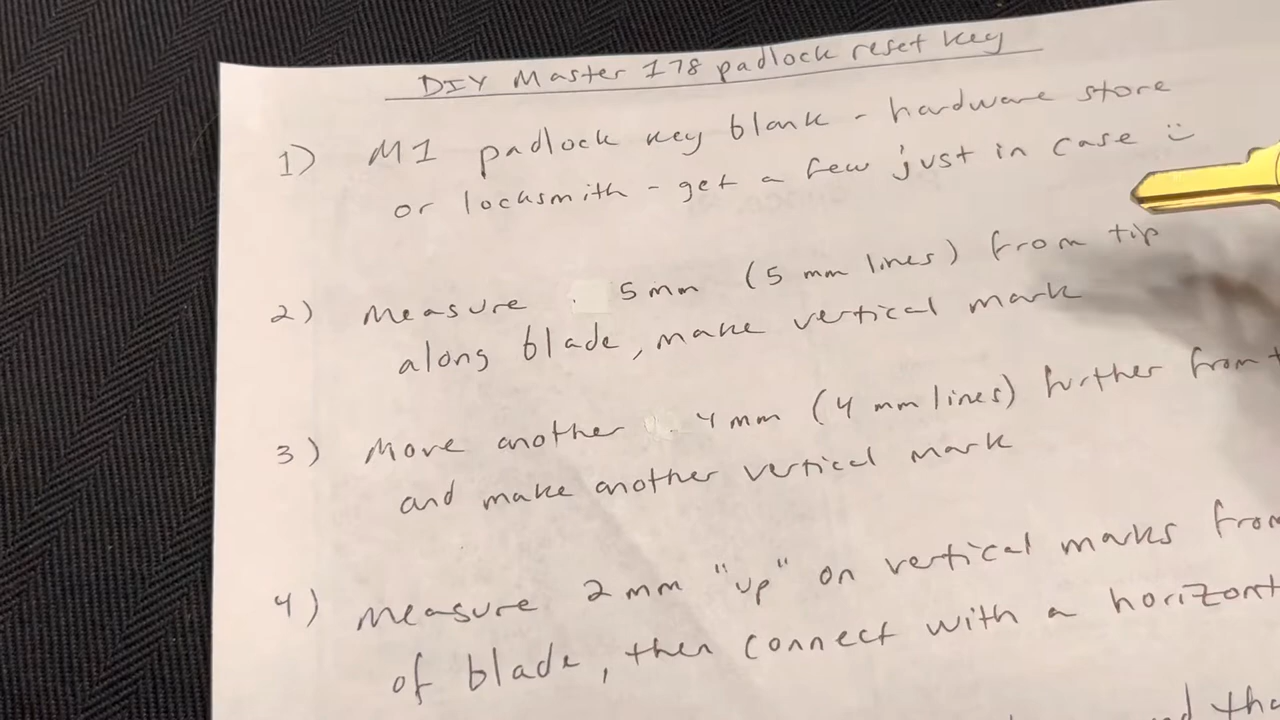 DIY Master 178 padlock reset key
1) M1 padlock key blank - hardware store
or locksmith - get a few just in case :)
2) Measure 5mm (5 mm lines) from tip
along blade, make vertical mark
3) Move another 4mm (4 mm lines) further from
and make another vertical mark
4) Measure 2mm "up" on vertical marks from
of blade, then connect with a